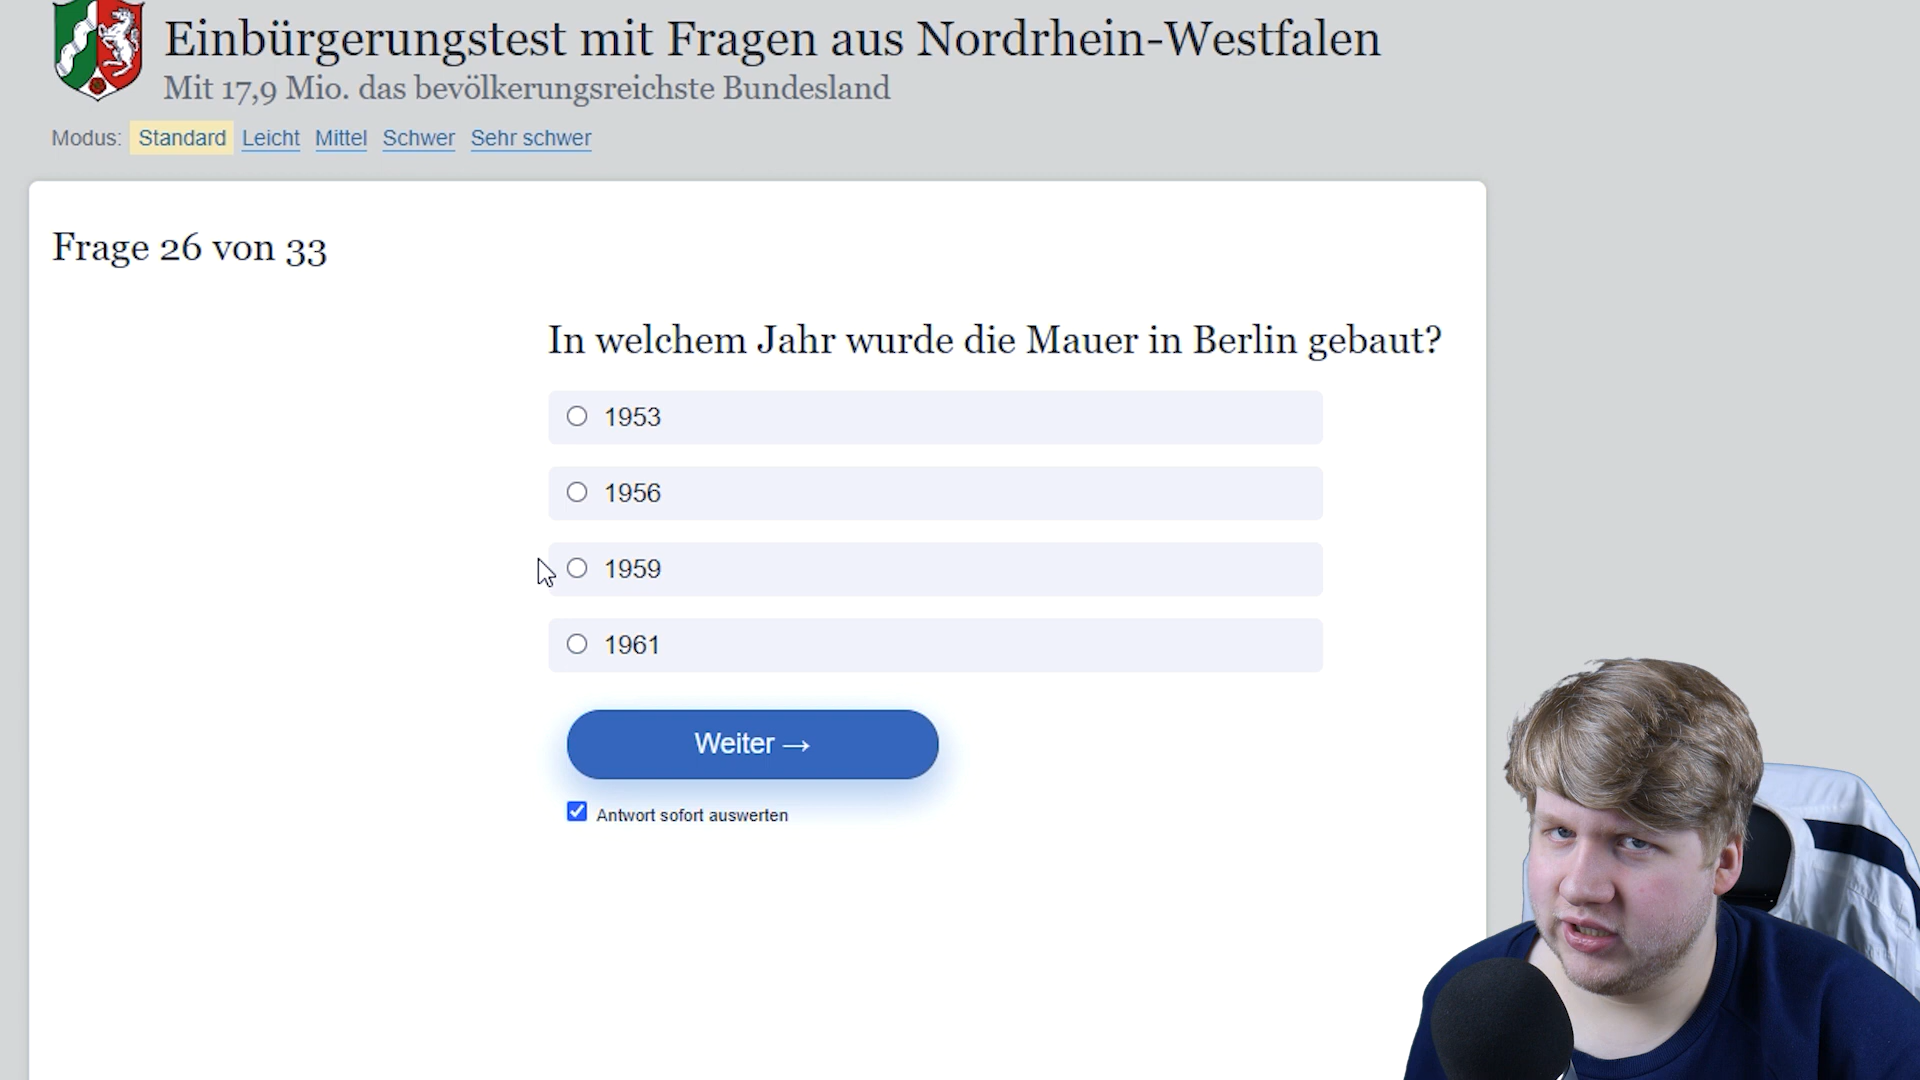 Einbürgerungstest mit Fragen aus Nordrhein-Westfalen
Mit 17,9 Mio. das bevölkerungsreichste Bundesland
Modus: Standard Leicht Mittel Schwer Sehr schwer
Frage 26 von 33
In welchem Jahr wurde die Mauer in Berlin gebaut?
1953
1956
1959
1961
Weiter →
Antwort sofort auswerten